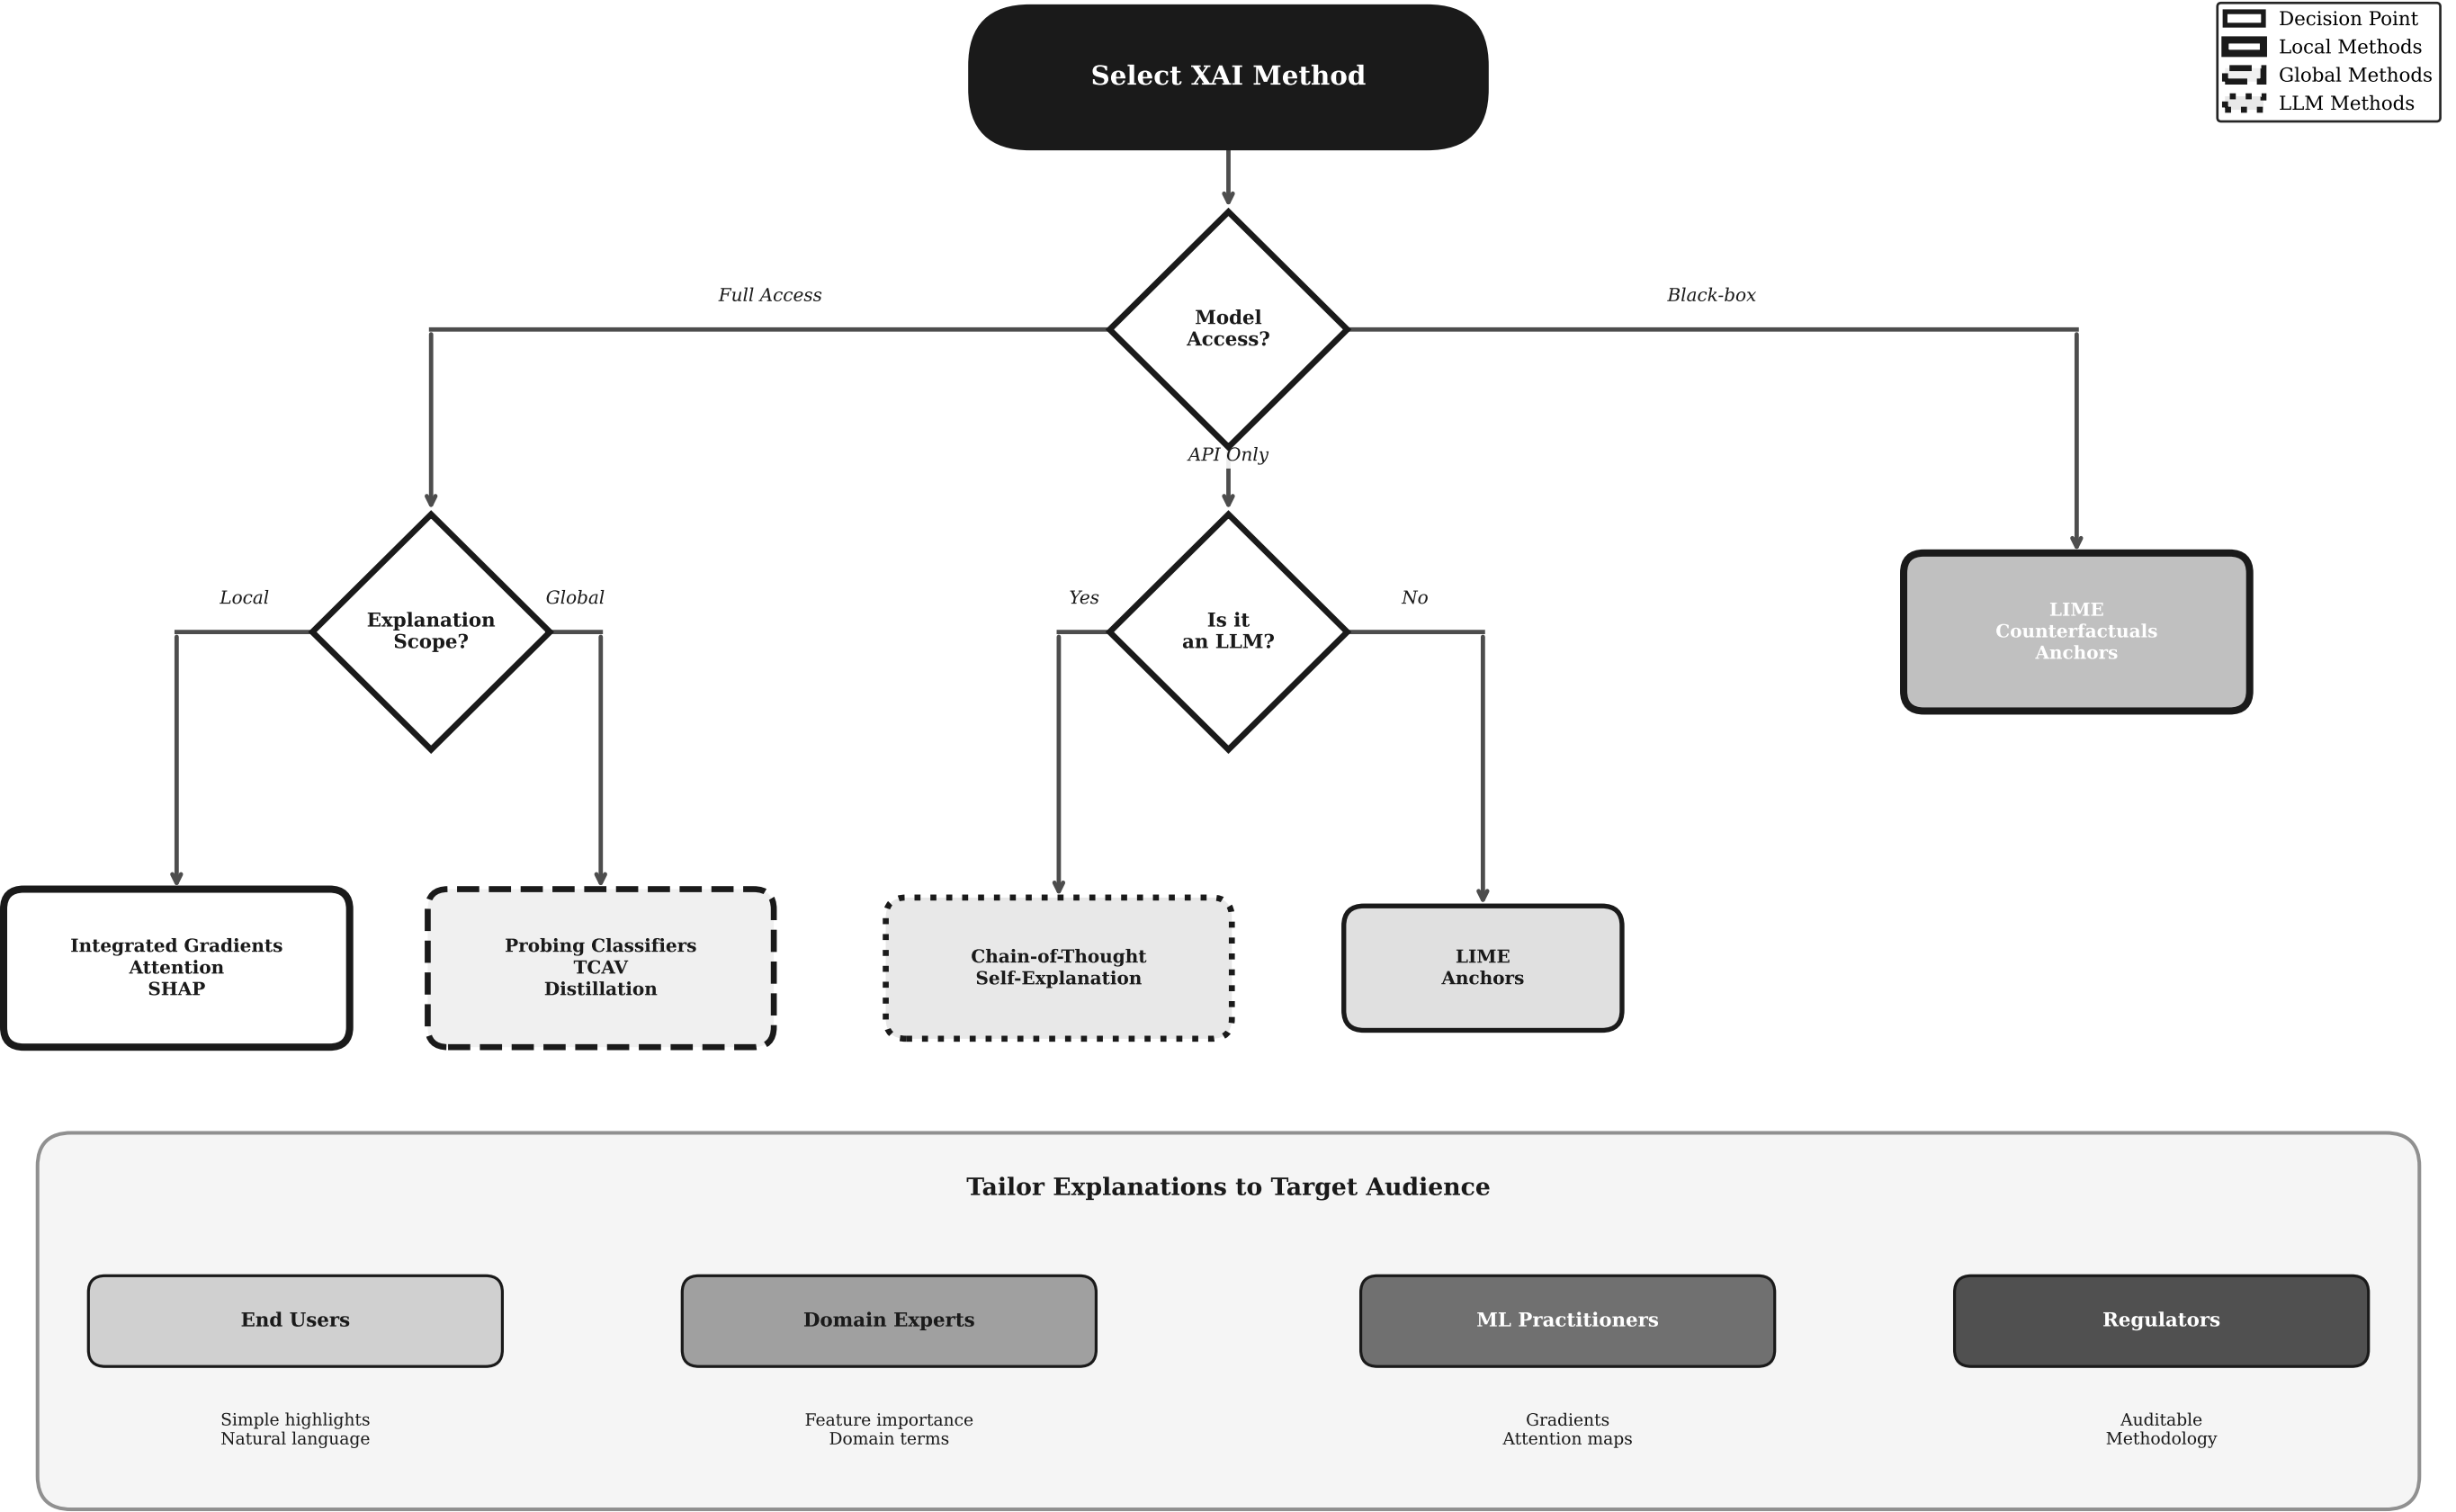 Select XAI Method
Decision Point
Local Methods
Global Methods
LLM Methods
Full Access
Model
Access?
Black-box
API Only
Local
Explanation
Scope?
Global
Yes
Is it
an LLM?
No
LIME
Counterfactuals
Anchors
Integrated Gradients
Attention
SHAP
Probing Classifiers
TCAV
Distillation
Chain-of-Thought
Self-Explanation
LIME
Anchors
Tailor Explanations to Target Audience
End Users
Simple highlights
Natural language
Domain Experts
Feature importance
Domain terms
ML Practitioners
Gradients
Attention maps
Regulators
Auditable
Methodology